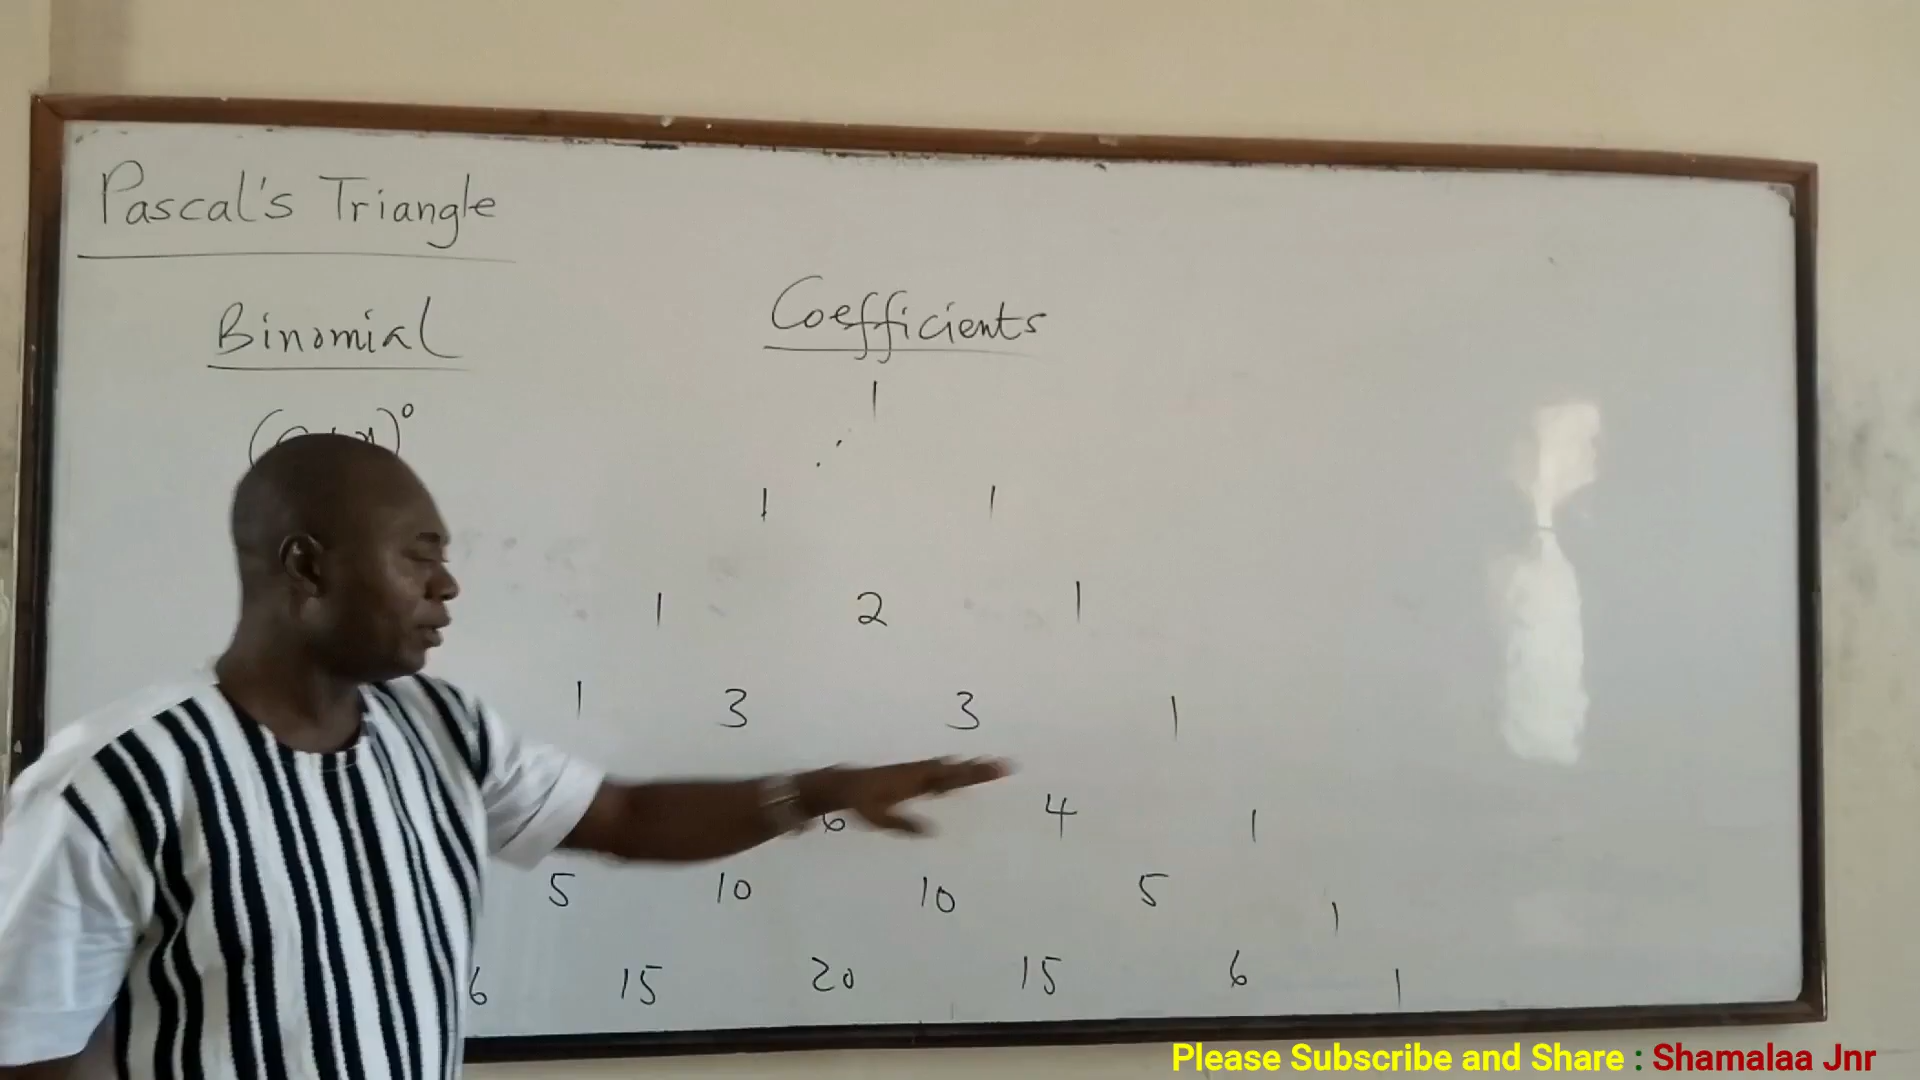 Pascal's Triangle
Binomial
Coefficients
1
1 1
1 2 1
1 3 3 1
6 4 1
5 10 10 5 1
6 15 20 15 6 1
Please Subscribe and Share : Shamalaa Jnr